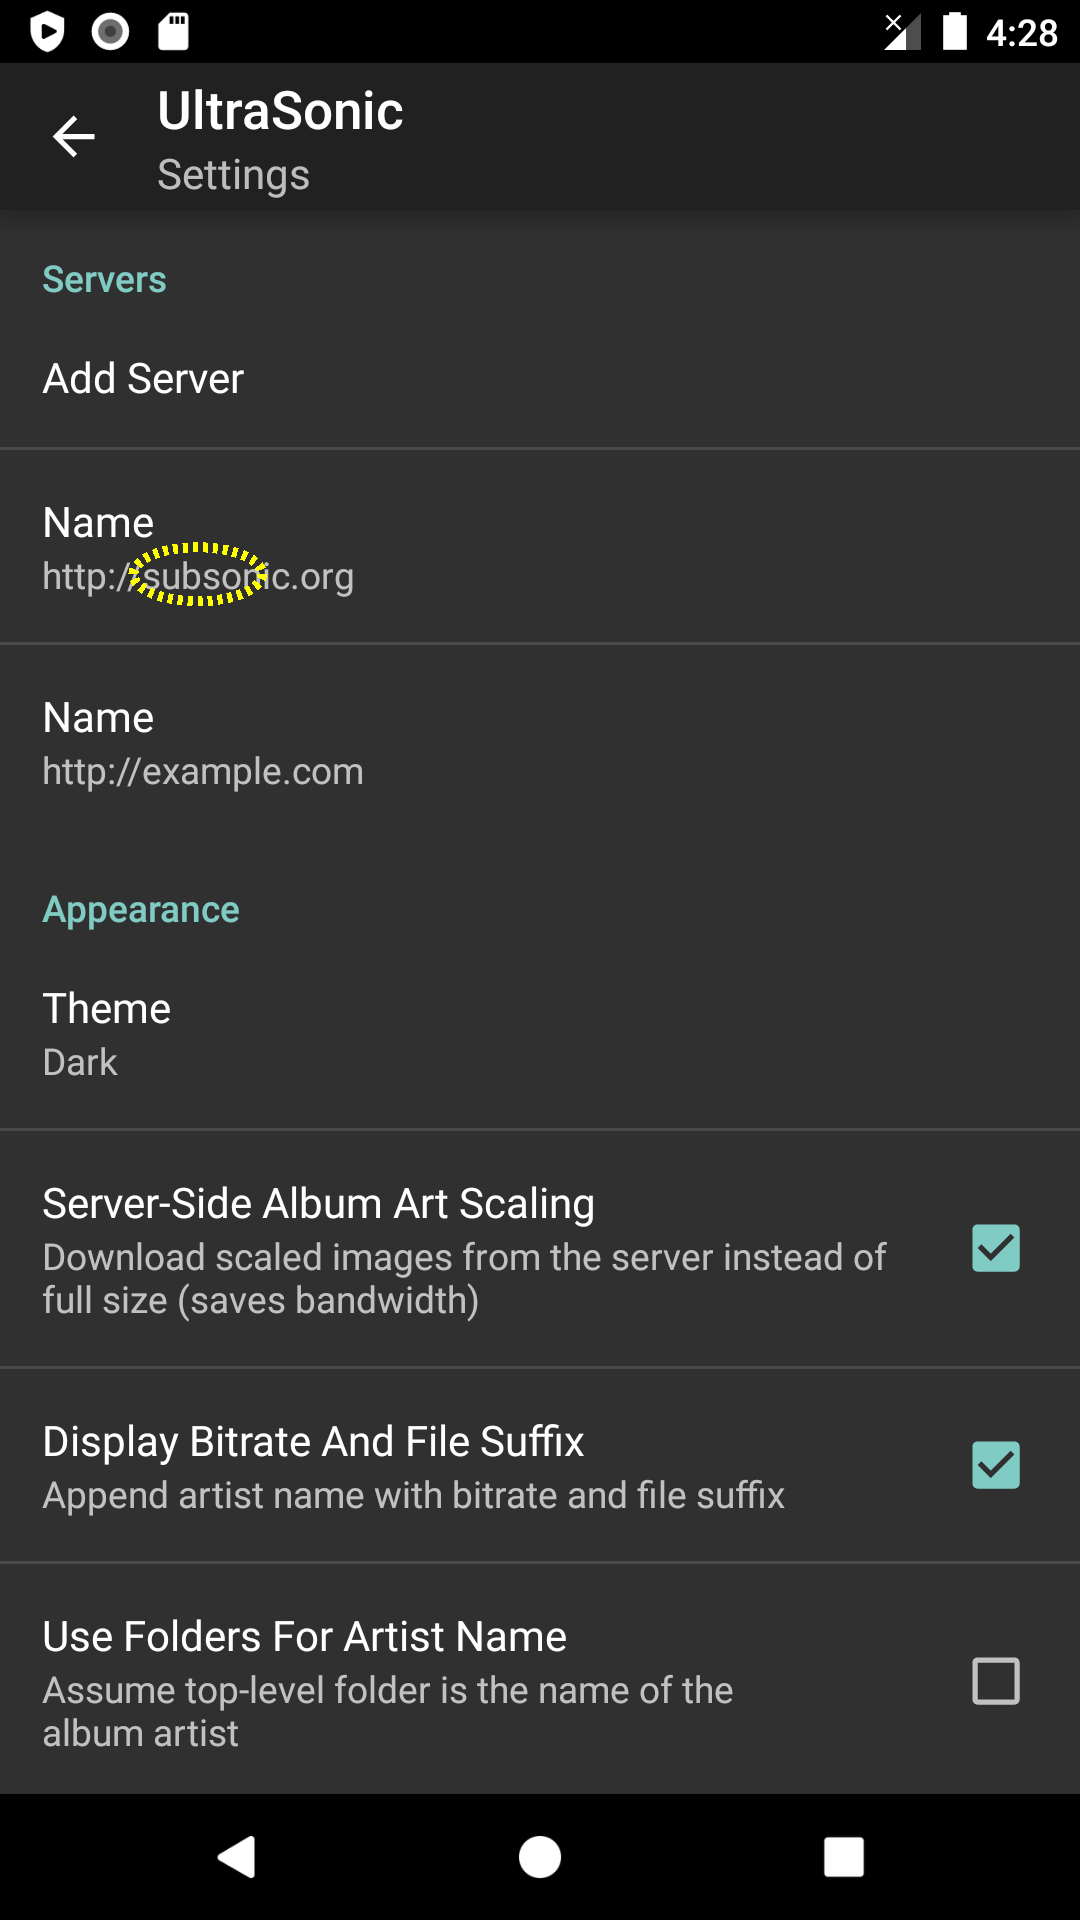 4:28
UltraSonic
Settings
Servers
Add Server
Name
http://subsonic.org
Name
http://example.com
Appearance
Theme
Dark
Server-Side Album Art Scaling
Download scaled images from the server instead of
full size (saves bandwidth)
Display Bitrate And File Suffix
Append artist name with bitrate and file suffix
Use Folders For Artist Name
Assume top-level folder is the name of the
album artist